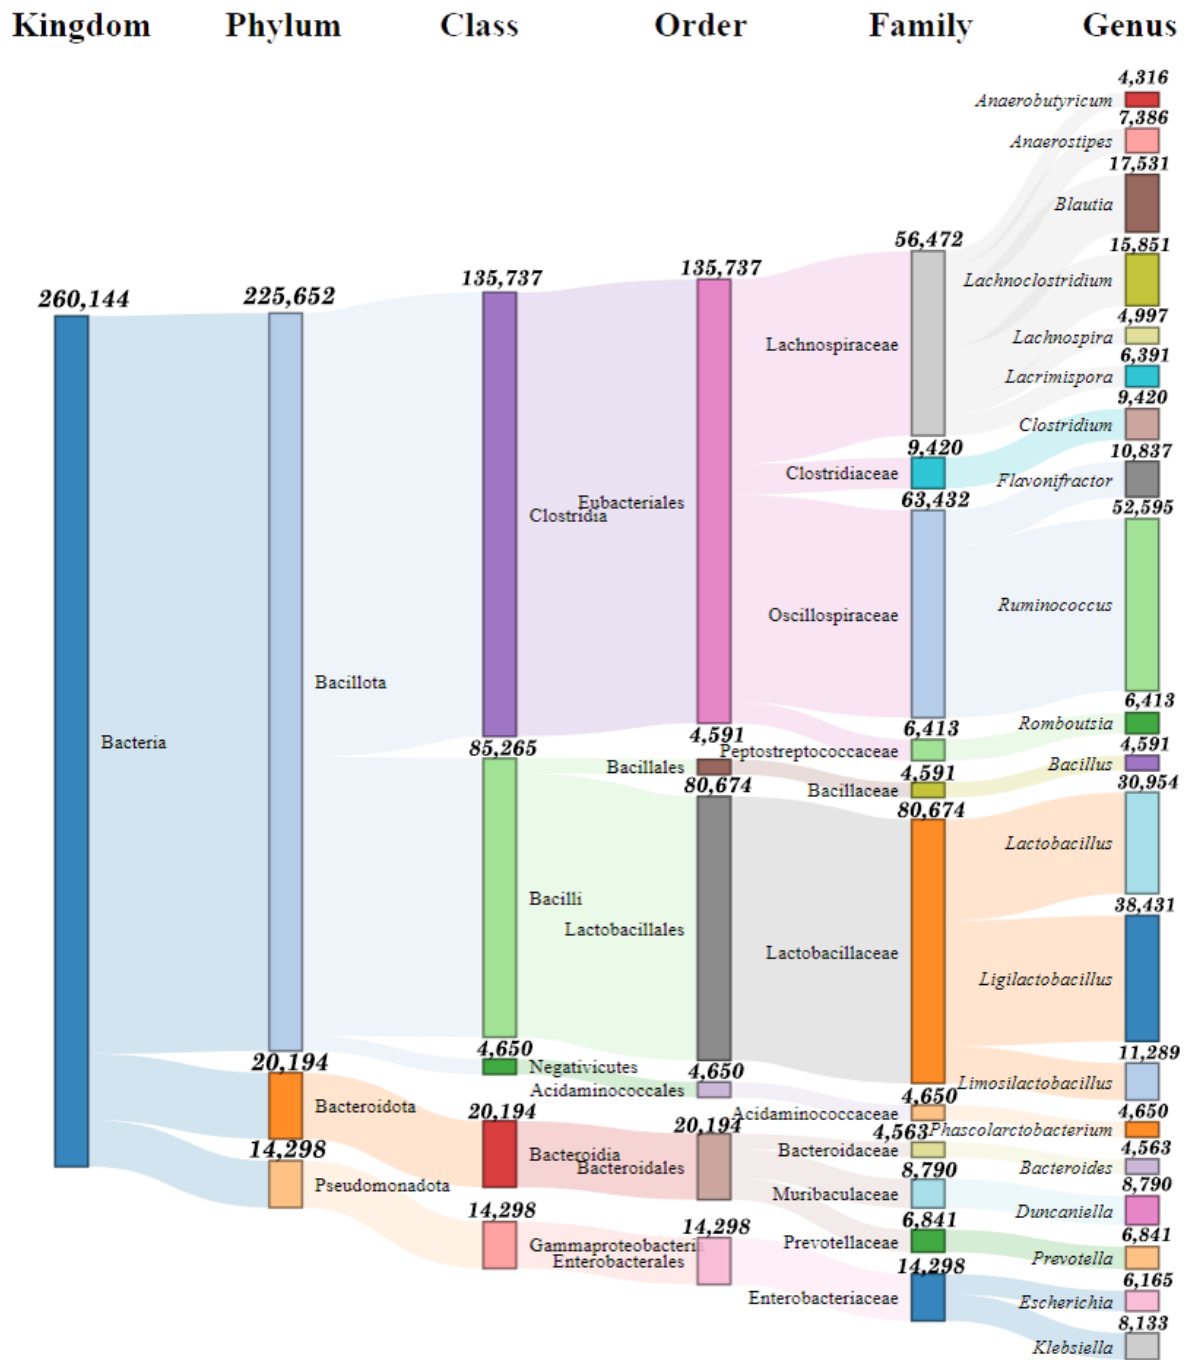 Kingdom Phylum Class Order Family Genus
4,316
Anaerobutyricum
7,386
Anaerostipes
17,531
Blautia
56,472
15,851
135,737
135,737
Lachnoclostridium
260,144
225,652
4,997
Lachnospira
Lachnospiraceae
6,391
Lacrimispora
9,420
Clostridium
9,420
10,837
Clostridiaceae
Flavonifractor
63,432
52,595
Eubacteriales
Clostridia
Ruminococcus
Oscillospiraceae
Bacillota
6,413
Romboutsia
6,413
4,591
Bacteria
85,265
4,591
Peptostreptococcaceae
Bacillus
Bacillales
4,591
30,954
80,674
Bacillaceae
80,674
Lactobacillus
Bacilli
38,431
Lactobacillales
Lactobacillaceae
Ligilactobacillus
4,650
11,289
20,194
Negativicutes
4,650
Limosilactobacillus
Acidaminococcales
4,650
Bacteroidota
20,194
Acidaminococcaceae
4,650
20,194
4,563
Phascolarctobacterium
14,298
Bacteroidia
Bacteroidaceae
4,563
Bacteroidales
8,790
Bacteroides
Pseudomonadota
Muribaculaceae
8,790
14,298
14,298
6,841
Duncaniella
Gammaproteobacteria
Prevotellaceae
6,841
Enterobacterales
14,298
Prevotella
6,165
Enterobacteriaceae
Escherichia
8,133
Klebsiella